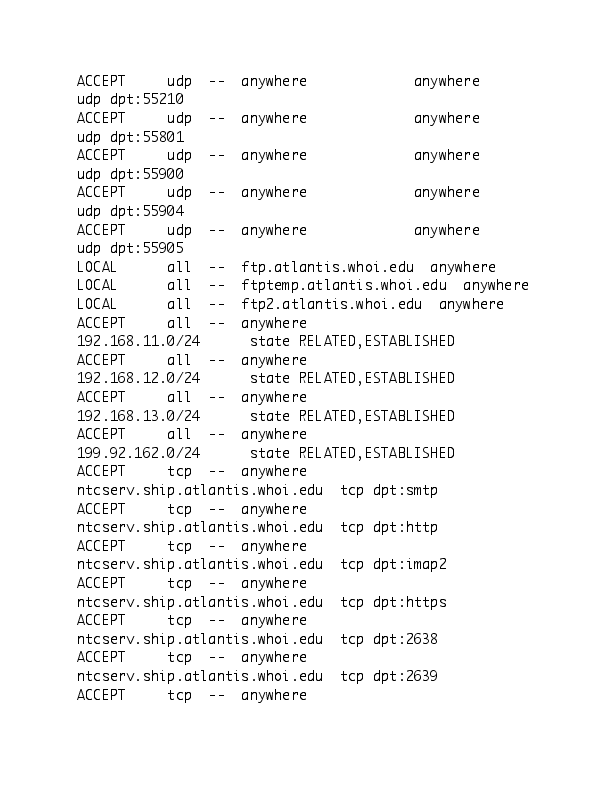 ACCEPT     udp  --  anywhere             anywhere
udp dpt:55210
ACCEPT     udp  --  anywhere             anywhere
udp dpt:55801
ACCEPT     udp  --  anywhere             anywhere
udp dpt:55900
ACCEPT     udp  --  anywhere             anywhere
udp dpt:55904
ACCEPT     udp  --  anywhere             anywhere
udp dpt:55905
LOCAL      all  --  ftp.atlantis.whoi.edu  anywhere
LOCAL      all  --  ftptemp.atlantis.whoi.edu  anywhere
LOCAL      all  --  ftp2.atlantis.whoi.edu  anywhere
ACCEPT     all  --  anywhere
192.168.11.0/24      state RELATED,ESTABLISHED
ACCEPT     all  --  anywhere
192.168.12.0/24      state RELATED,ESTABLISHED
ACCEPT     all  --  anywhere
192.168.13.0/24      state RELATED,ESTABLISHED
ACCEPT     all  --  anywhere
199.92.162.0/24      state RELATED,ESTABLISHED
ACCEPT     tcp  --  anywhere
ntcserv.ship.atlantis.whoi.edu  tcp dpt:smtp
ACCEPT     tcp  --  anywhere
ntcserv.ship.atlantis.whoi.edu  tcp dpt:http
ACCEPT     tcp  --  anywhere
ntcserv.ship.atlantis.whoi.edu  tcp dpt:imap2
ACCEPT     tcp  --  anywhere
ntcserv.ship.atlantis.whoi.edu  tcp dpt:https
ACCEPT     tcp  --  anywhere
ntcserv.ship.atlantis.whoi.edu  tcp dpt:2638
ACCEPT     tcp  --  anywhere
ntcserv.ship.atlantis.whoi.edu  tcp dpt:2639
ACCEPT     tcp  --  anywhere